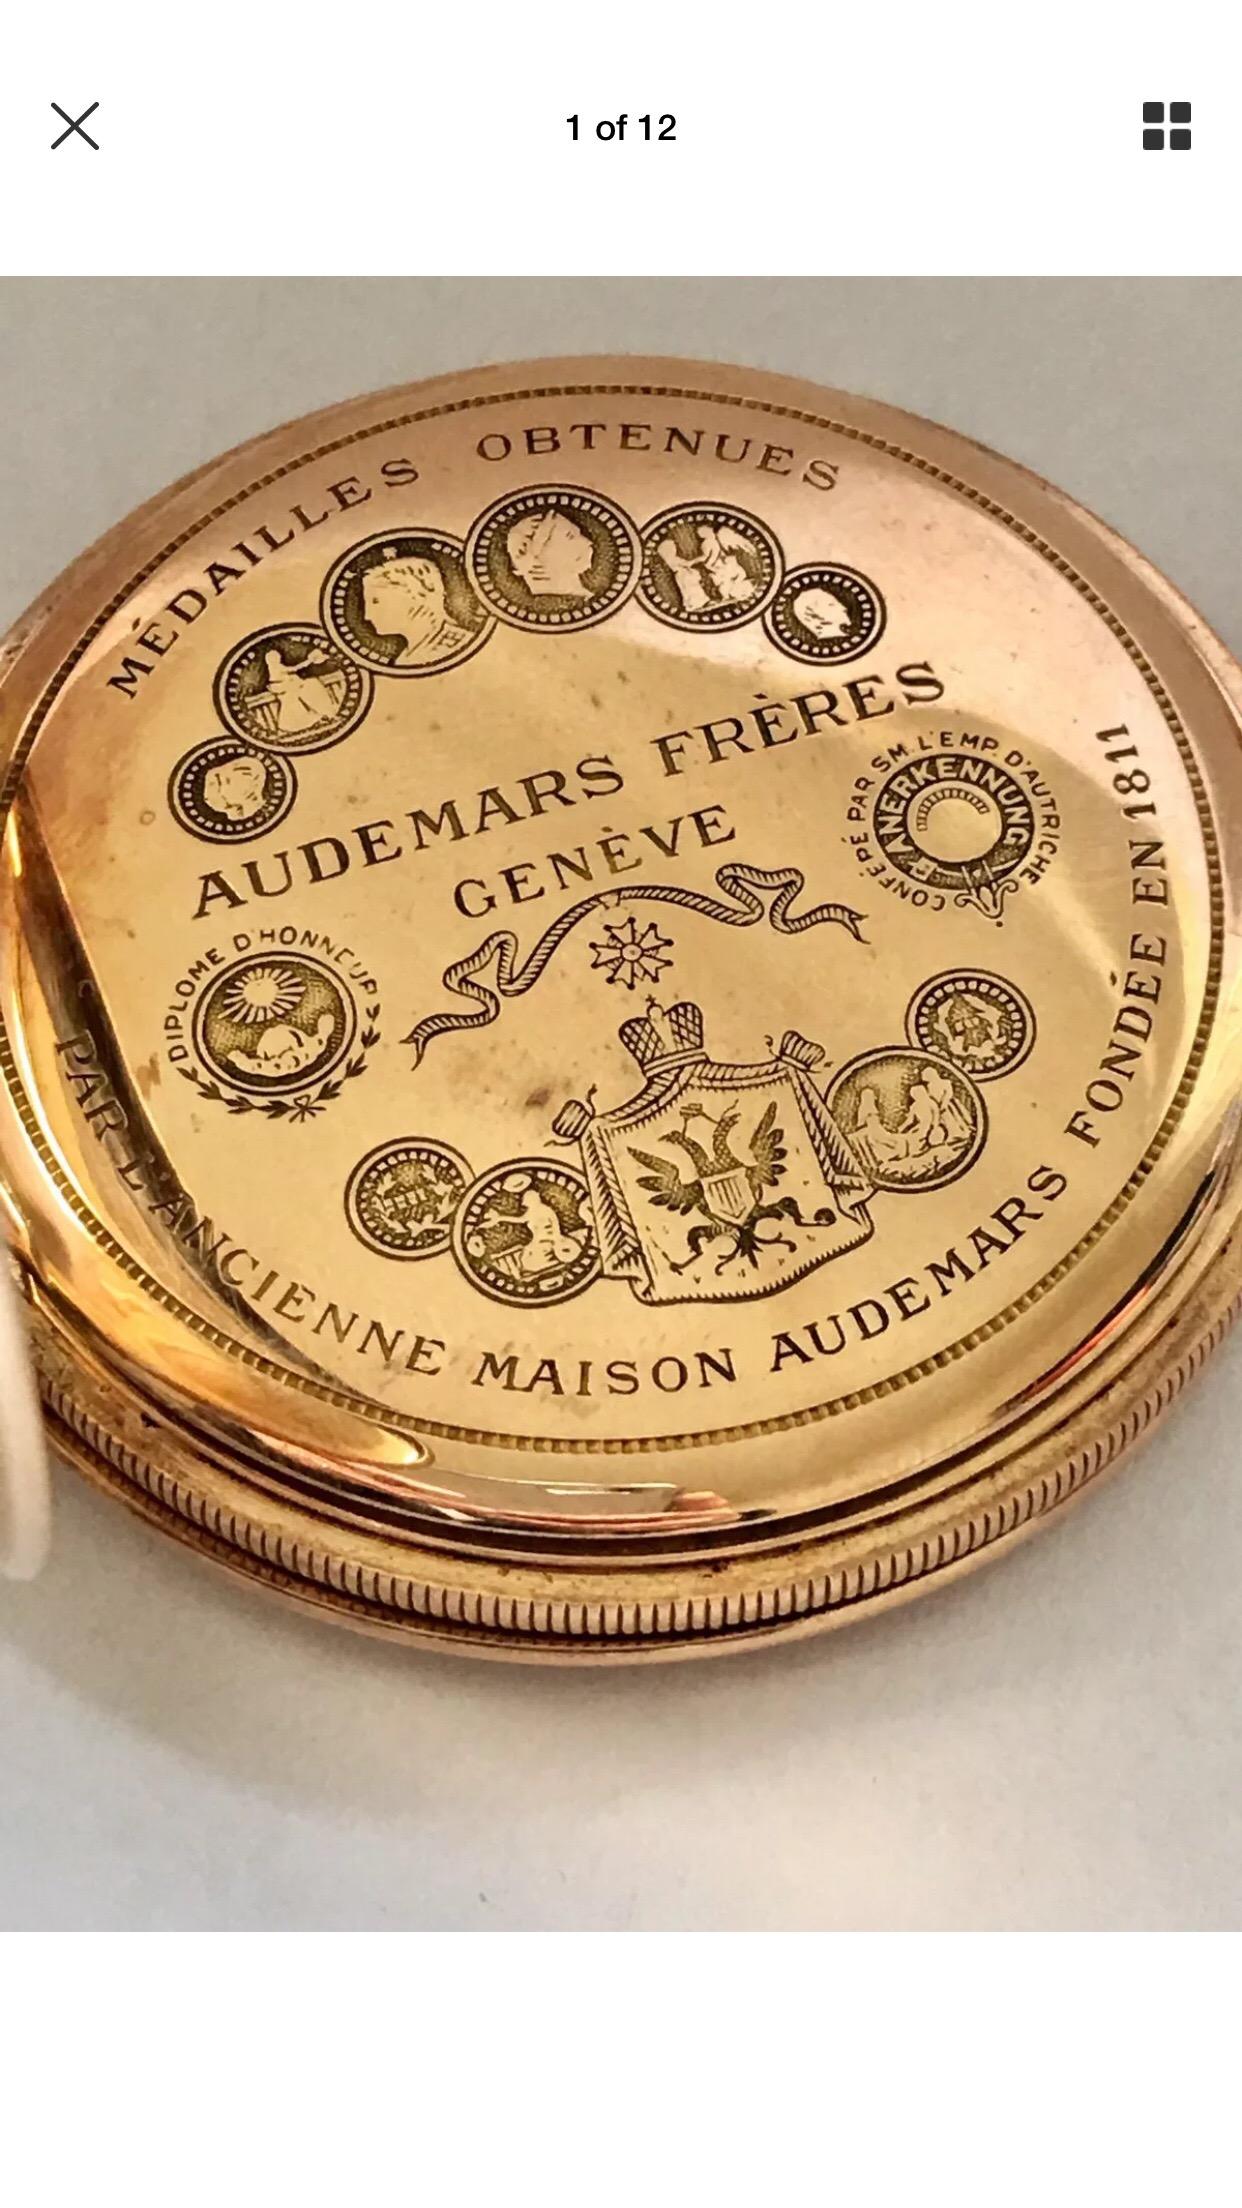 1 of 12
MÉDAILLES OBTENUES
AUDEMARS FRÈRES
GENÈVE
CONFÉPÉ PAR SM. L'EMP. D'AUTRICHE
ANERKENNUNG
DIPLOME D'HONNEUR
PAR L'ANCIENNE MAISON AUDEMARS FONDÉE EN 1811